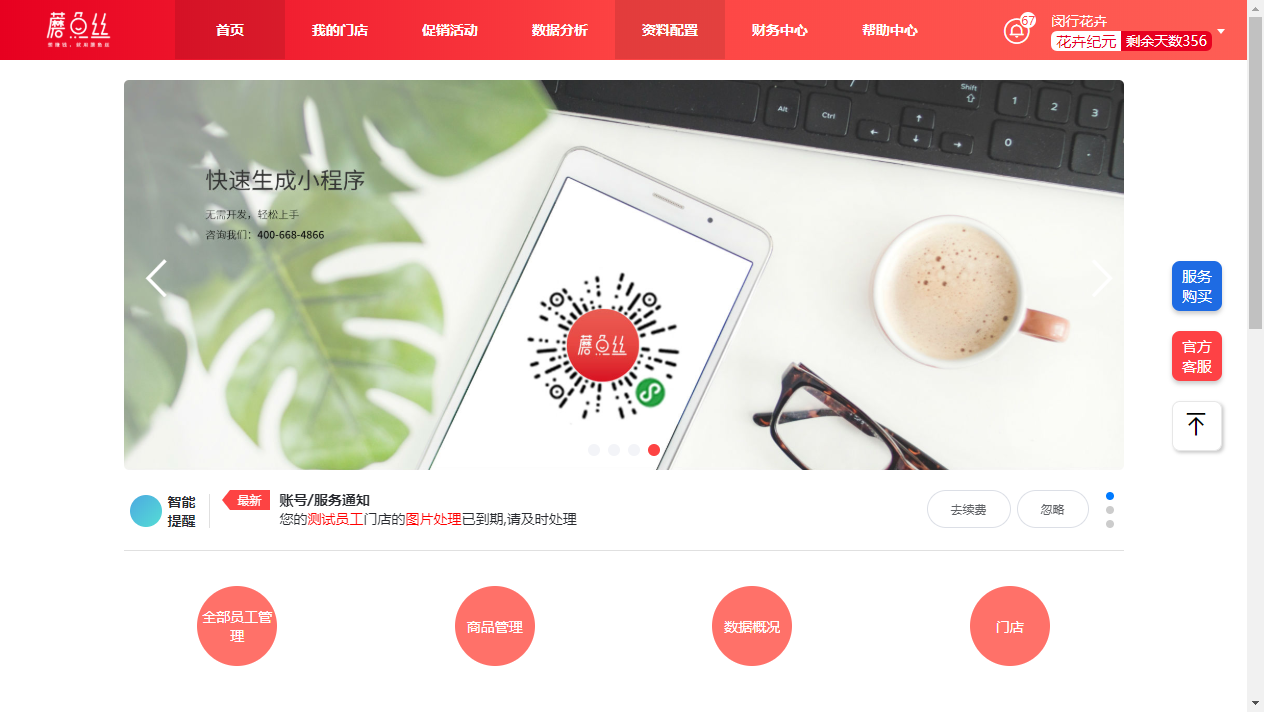 蘑点丝
首页
我的门店
促销活动
数据分析
资料配置
财务中心
帮助中心
67
闵行花卉
花卉纪元 剩余天数356
快速生成小程序
无需开发，轻松上手
咨询我们：400-668-4866
Shift
Alt
Ctrl
1
2
3
0
7
蘑点丝
服务
购买
官方
客服
智能
提醒
最新
账号/服务通知
您的测试员工门店的图片处理已到期,请及时处理
去续费
忽略
全部员工管
理
商品管理
数据概况
门店